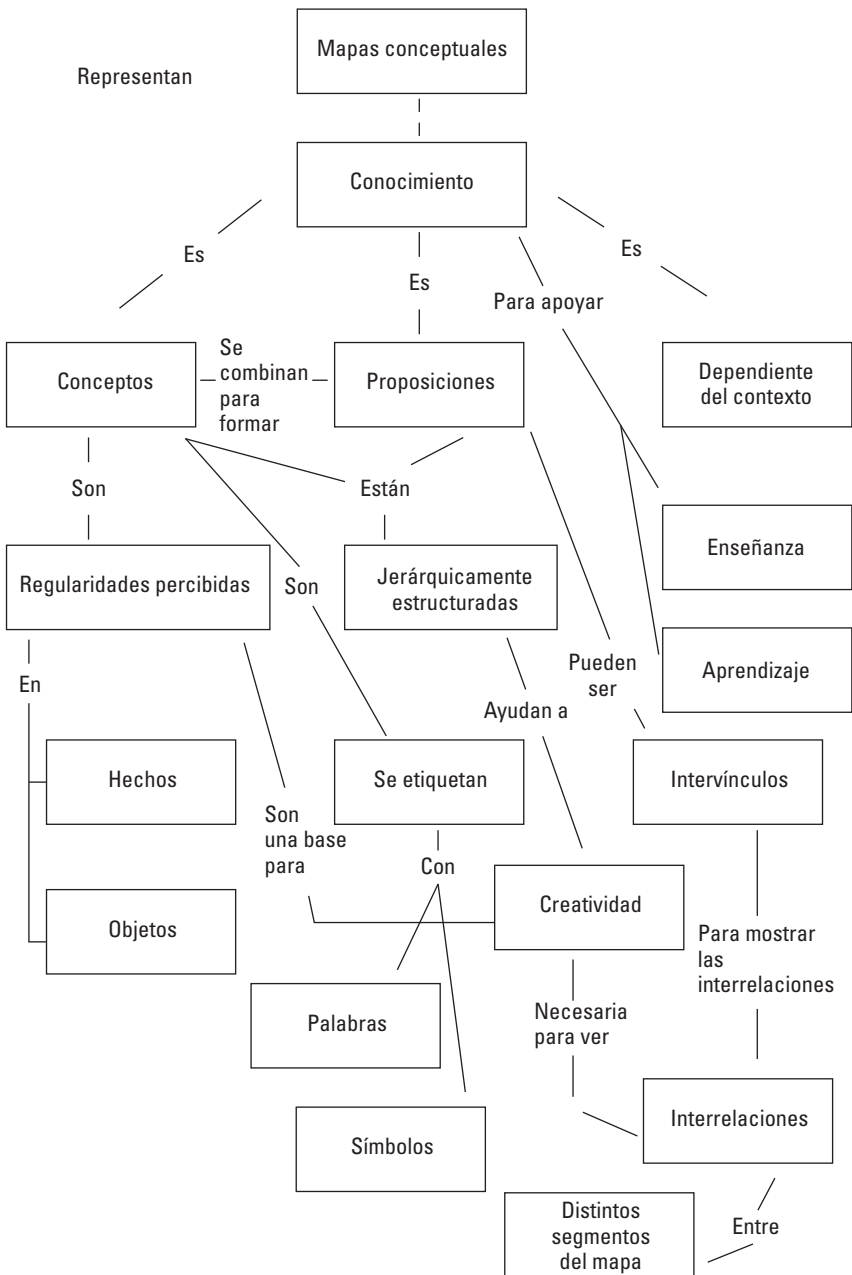 Mapas conceptuales
Representan
Conocimiento
Es
Es
Es
Para apoyar
Conceptos
Se
combinan
para
formar
Proposiciones
Dependiente
del contexto
Son
Están
Enseñanza
Regularidades percibidas
Son
Jerárquicamente
estructuradas
Aprendizaje
En
Pueden
ser
Ayudan a
Hechos
Se etiquetan
Intervínculos
Son
una base
para
Con
Creatividad
Objetos
Para mostrar
las
interrelaciones
Palabras
Necesaria
para ver
Símbolos
Interrelaciones
Distintos
segmentos
del mapa
Entre